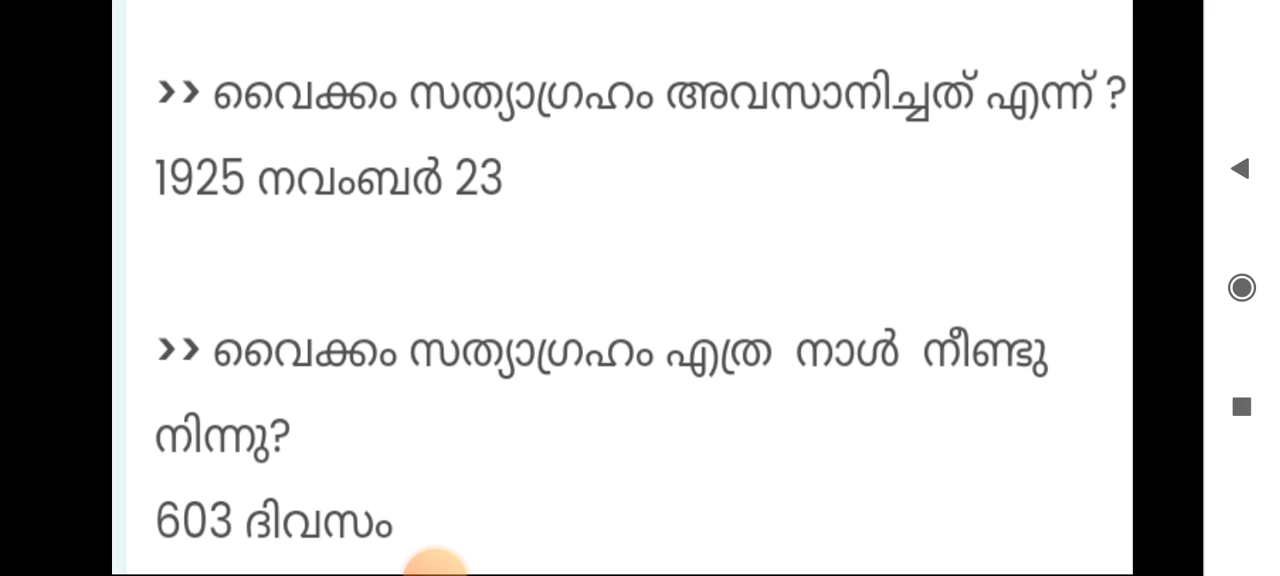 ›› വൈക്കം സത്യാഗ്രഹം അവസാനിച്ചത് എന്ന് ?
1925 നവംബർ 23
›› വൈക്കം സത്യാഗ്രഹം എത്ര നാൾ നീണ്ടു
നിന്നു?
603 ദിവസം